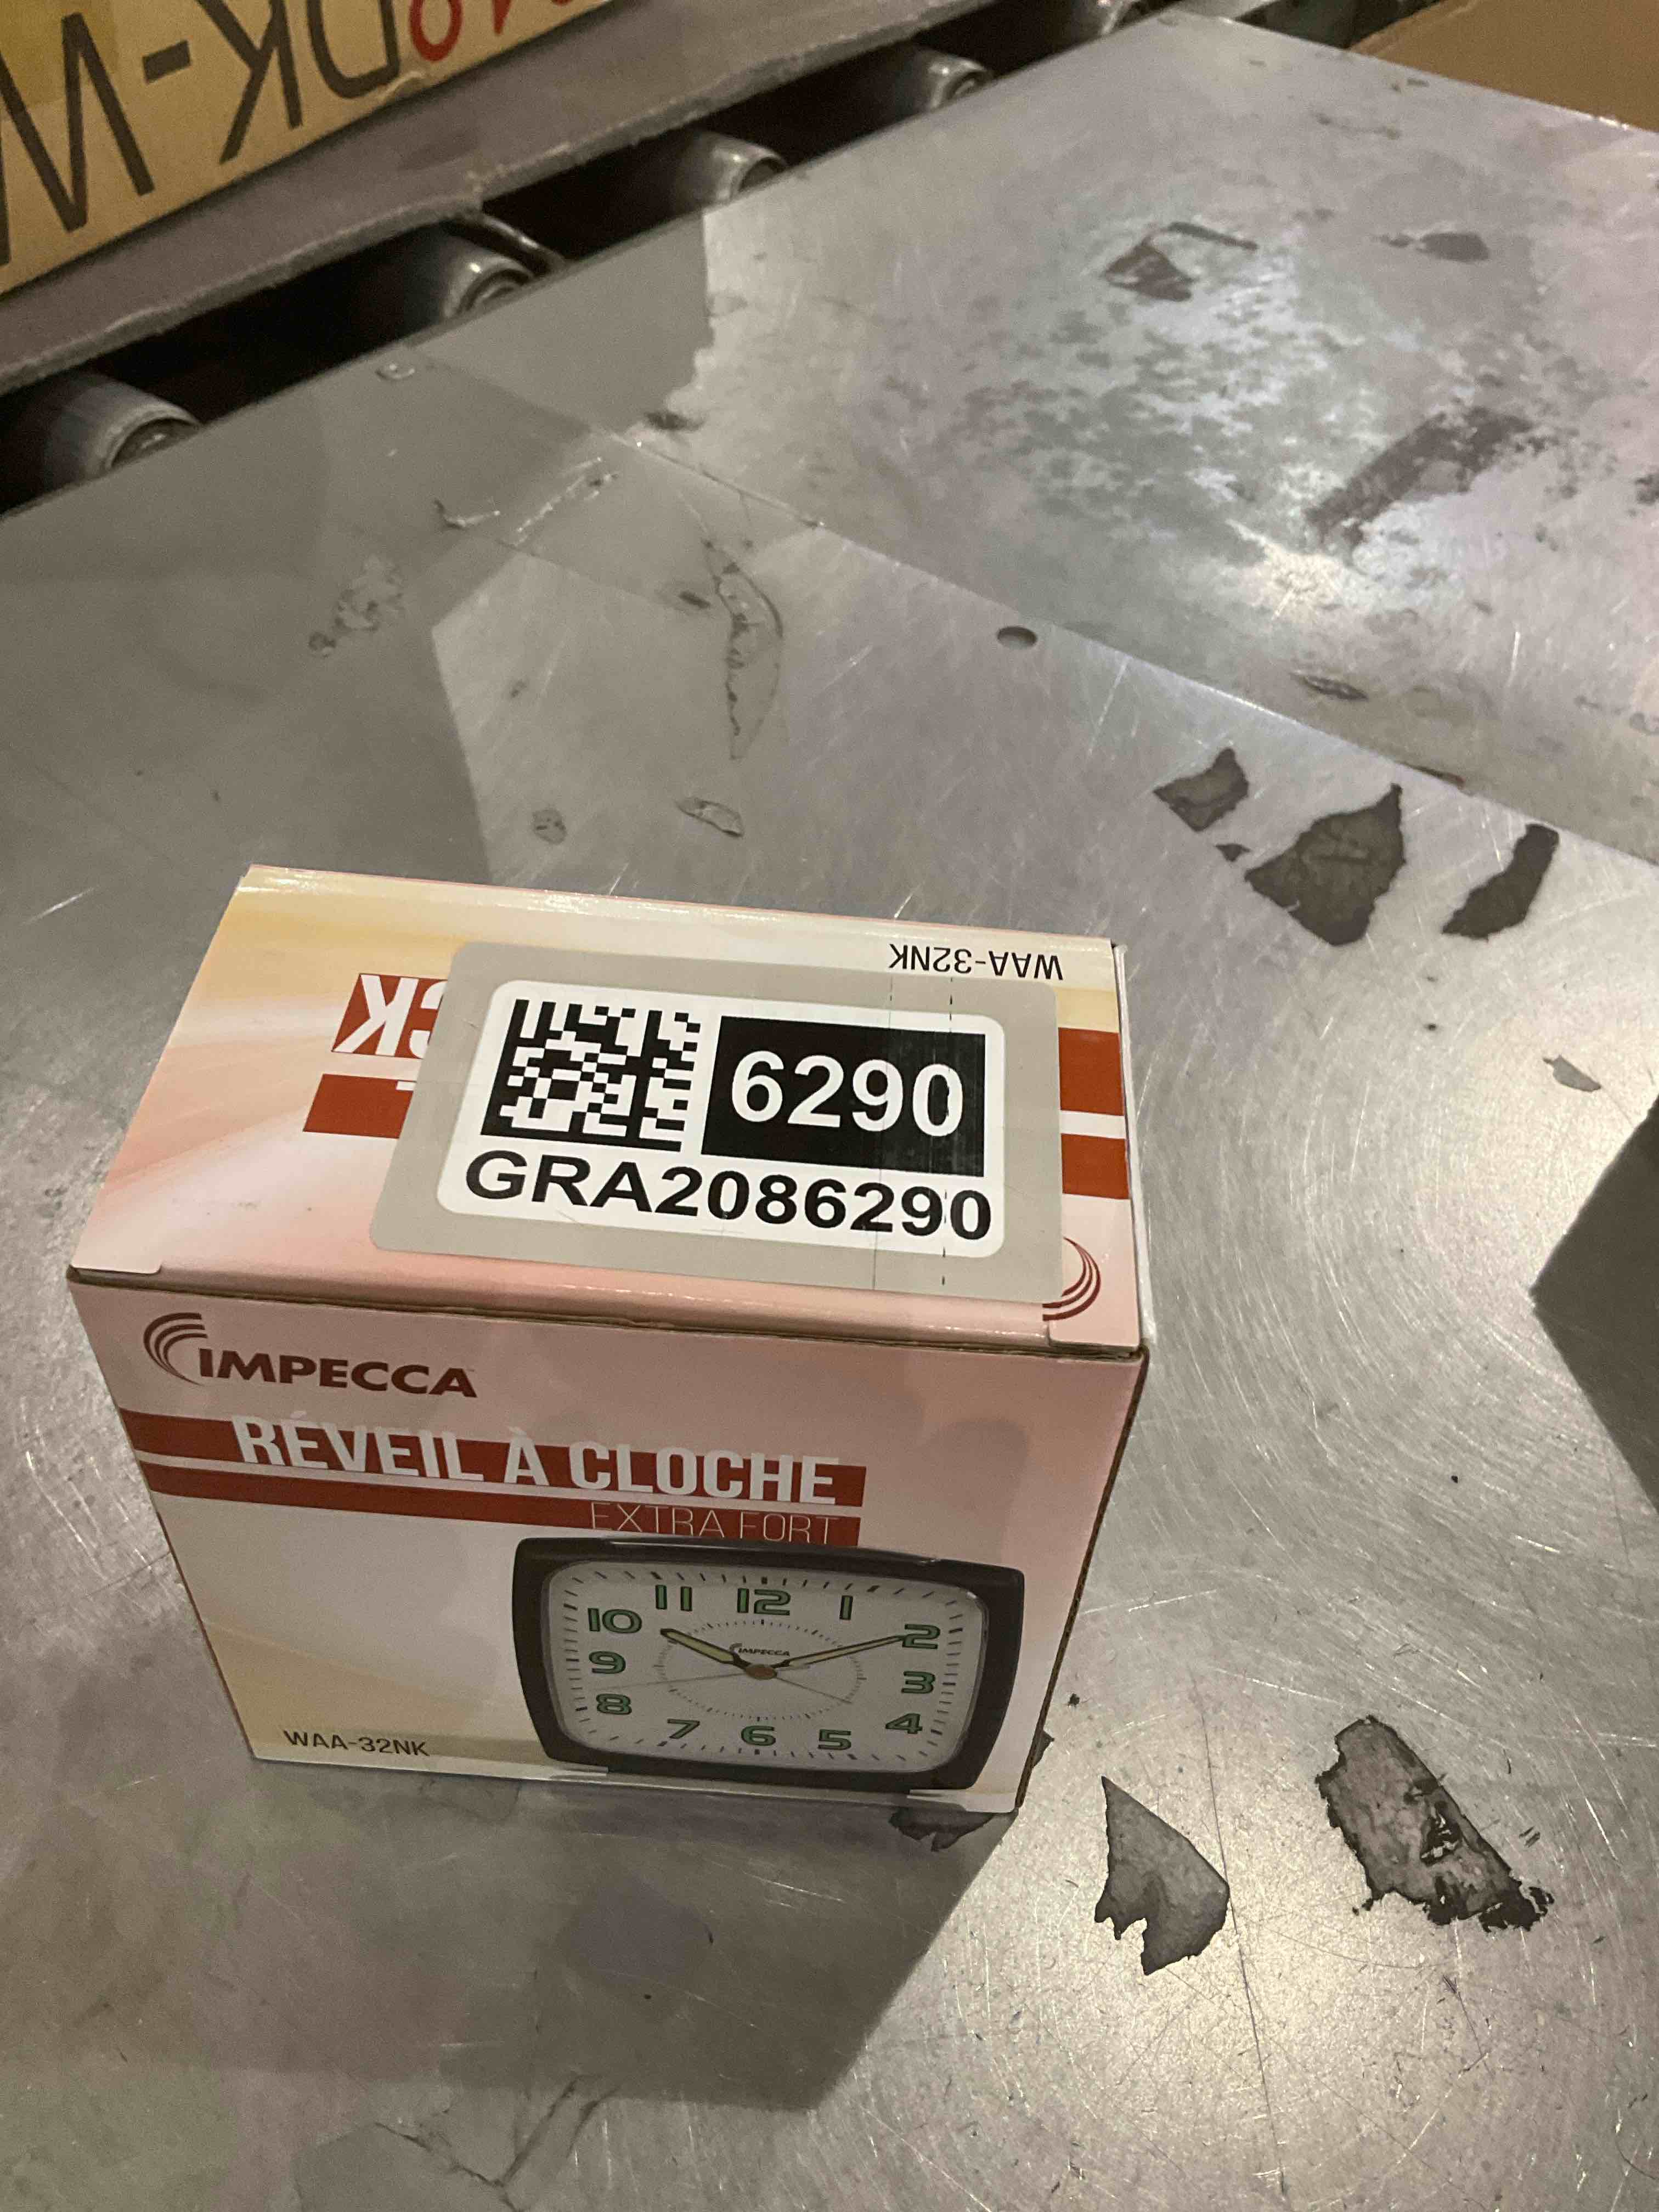 WAA-32NK
CK
6290
GRA2086290
IMPECCA
RÉVEIL À CLOCHE
EXTRA FORT
11 12 1
10 2
IMPECCA
9 3
8 4
7 6 5
WAA-32NK